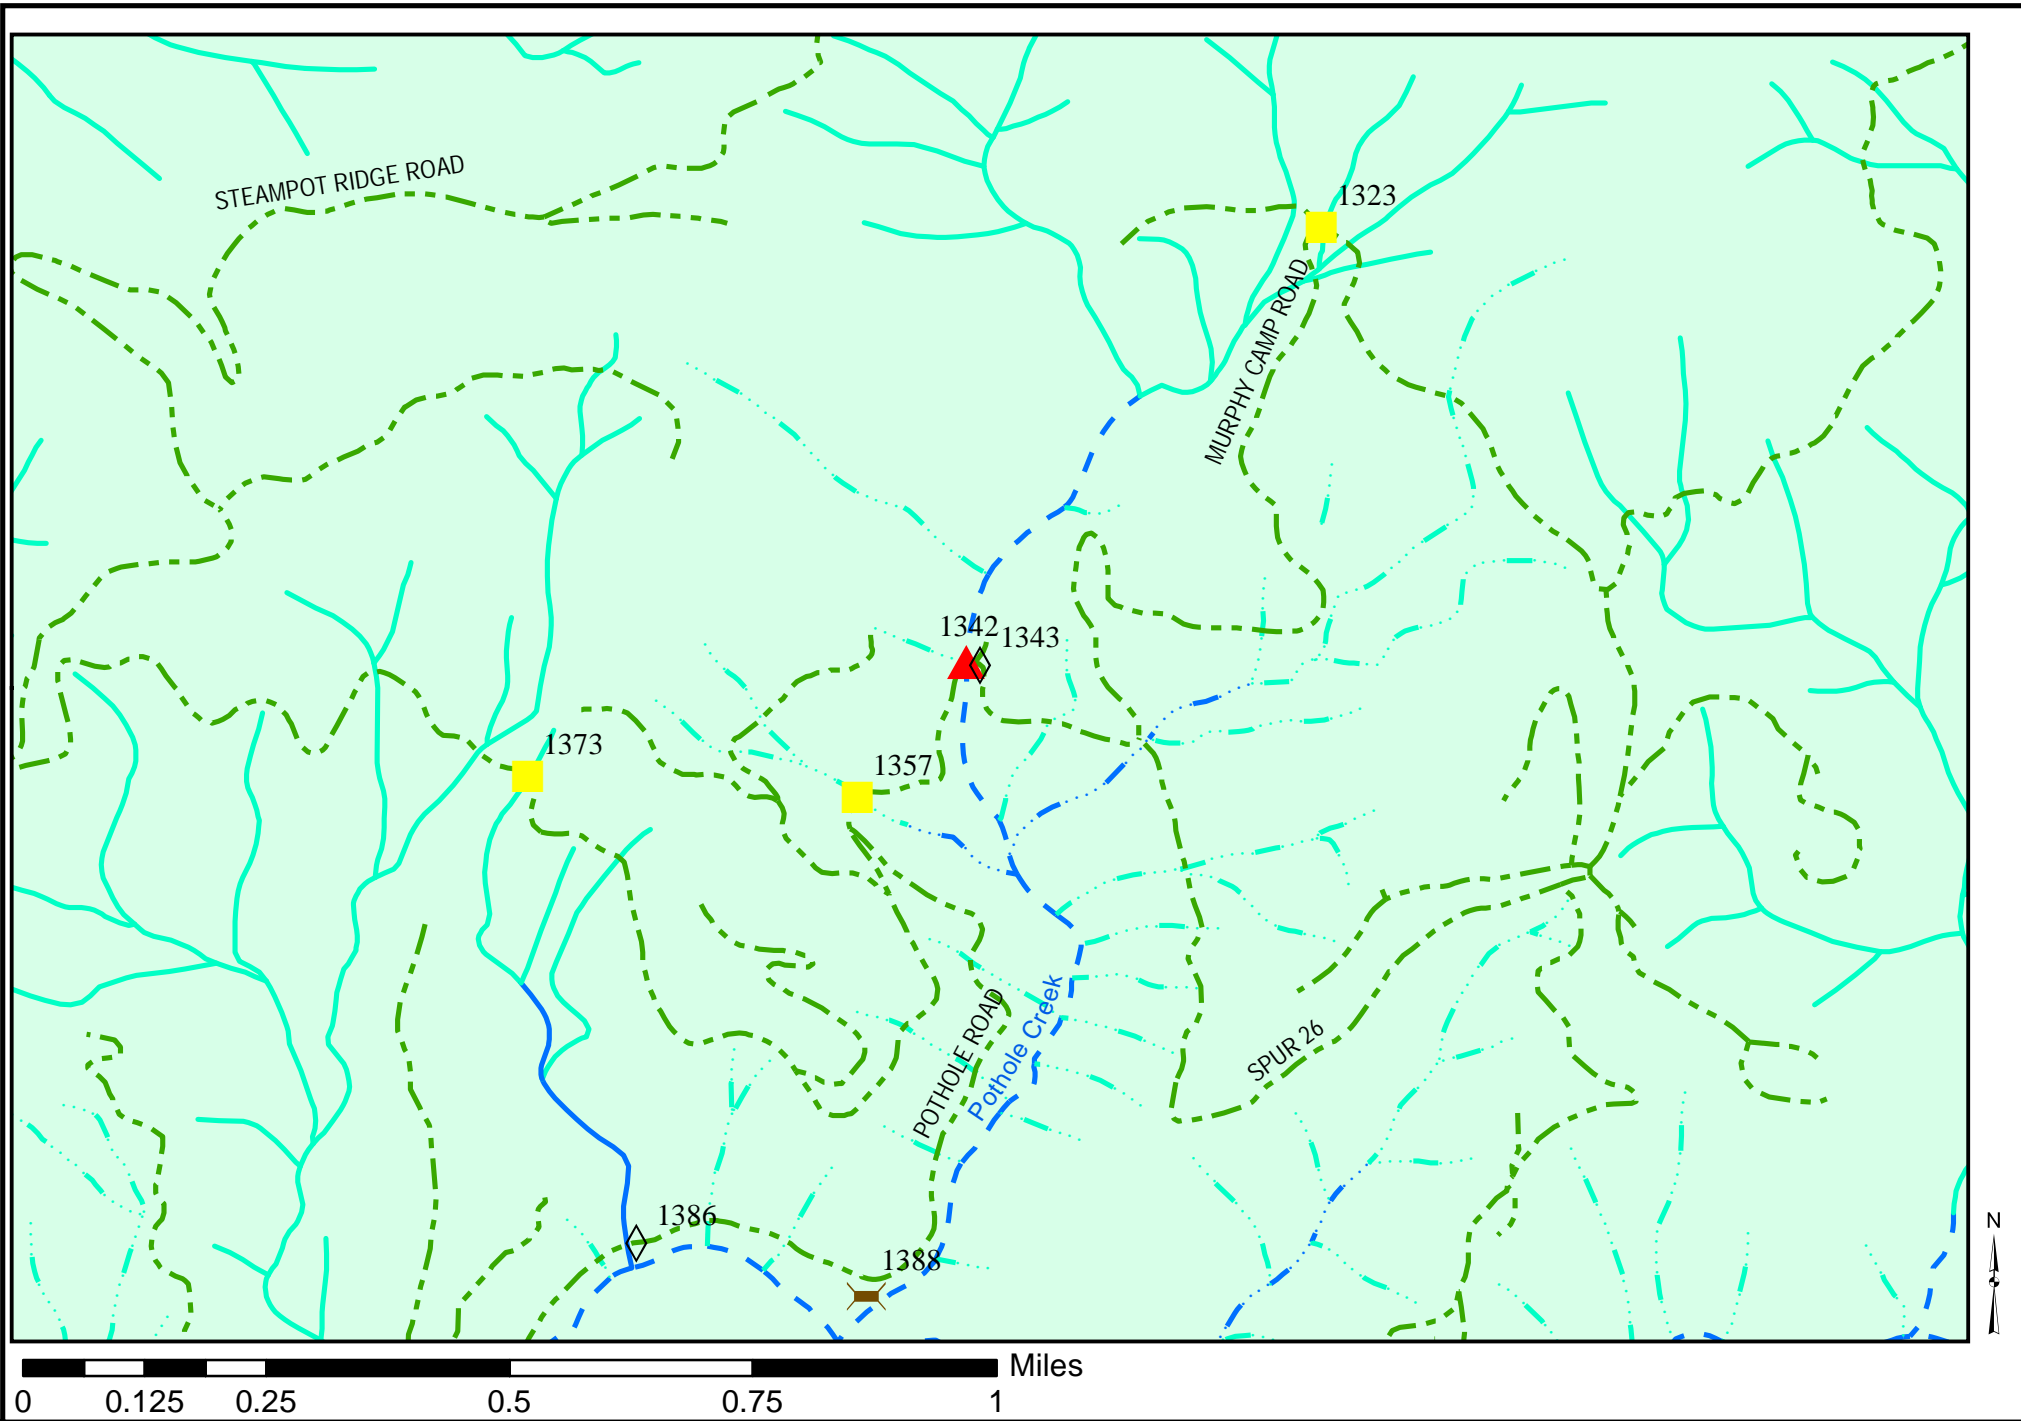 STEAMPOT RIDGE ROAD
1323
MURPHY CAMP ROAD
1342
1343
1373
1357
POTHOLE ROAD
Pothole Creek
SPUR 26
1386
1388
N
Miles
0 0.125 0.25 0.5 0.75 1